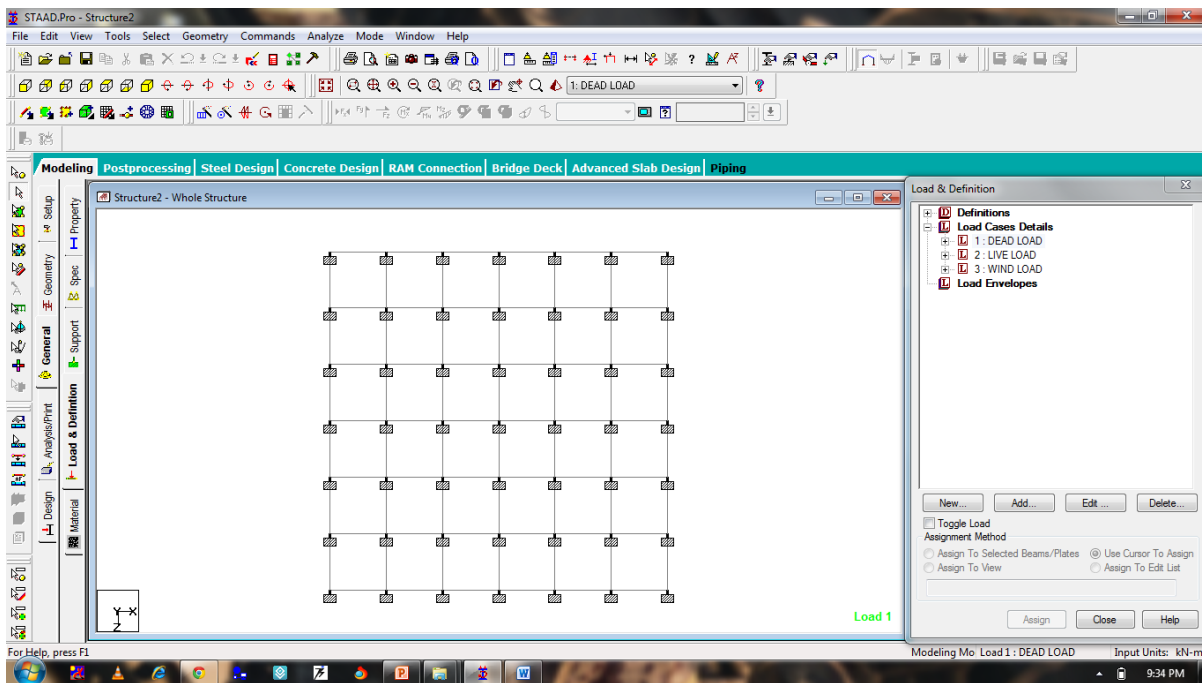 STAAD.Pro - Structure2
File Edit View Tools Select Geometry Commands Analyze Mode Window Help
1: DEAD LOAD
Modeling Postprocessing Steel Design Concrete Design RAM Connection Bridge Deck Advanced Slab Design Piping
Setup
Geometry
General
Analysis/Print
Design
Property
Spec
Support
Load & Defintion
Material
Structure2 - Whole Structure
Y X
Z
Load 1
Load & Definition
Definitions
Load Cases Details
1 : DEAD LOAD
2 : LIVE LOAD
3 : WIND LOAD
Load Envelopes
New... Add... Edit ... Delete...
Toggle Load
Assignment Method
Assign To Selected Beams/Plates Use Cursor To Assign
Assign To View Assign To Edit List
Assign Close Help
For Help, press F1 Modeling Mo Load 1 : DEAD LOAD Input Units: kN-m
9:34 PM